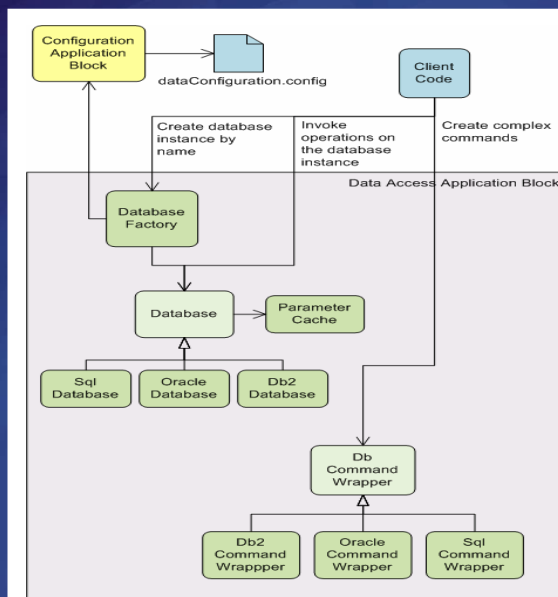 Configuration
Application
Block
dataConfiguration.config
Client
Code
Create database
instance by
name
Invoke
operations on
the database
instance
Create complex
commands
Data Access Application Block
Database
Factory
Database
Parameter
Cache
Sql
Database
Oracle
Database
Db2
Database
Db
Command
Wrapper
Db2
Command
Wrappper
Oracle
Command
Wrapper
Sql
Command
Wrapper